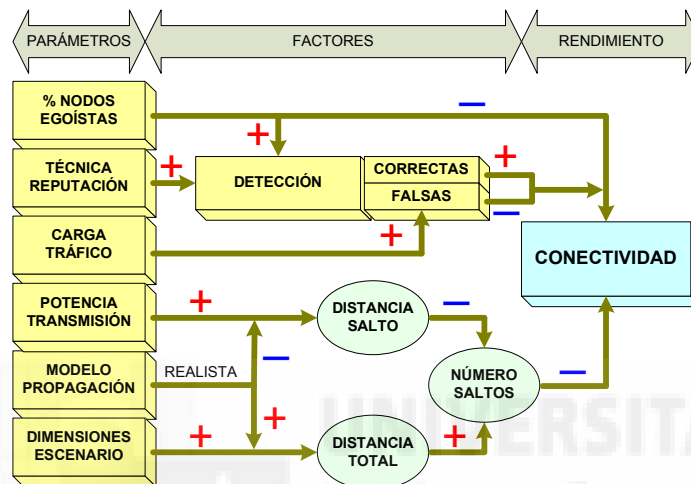 PARÁMETROS
FACTORES
RENDIMIENTO
% NODOS
EGOÍSTAS
−
+
TÉCNICA
REPUTACIÓN
+
DETECCIÓN
CORRECTAS
FALSAS
+
−
CARGA
TRÁFICO
+
CONECTIVIDAD
POTENCIA
TRANSMISIÓN
+
DISTANCIA
SALTO
−
MODELO
PROPAGACIÓN
REALISTA
−
+
NÚMERO
SALTOS
−
DIMENSIONES
ESCENARIO
+
DISTANCIA
TOTAL
+
UNIVERSITA